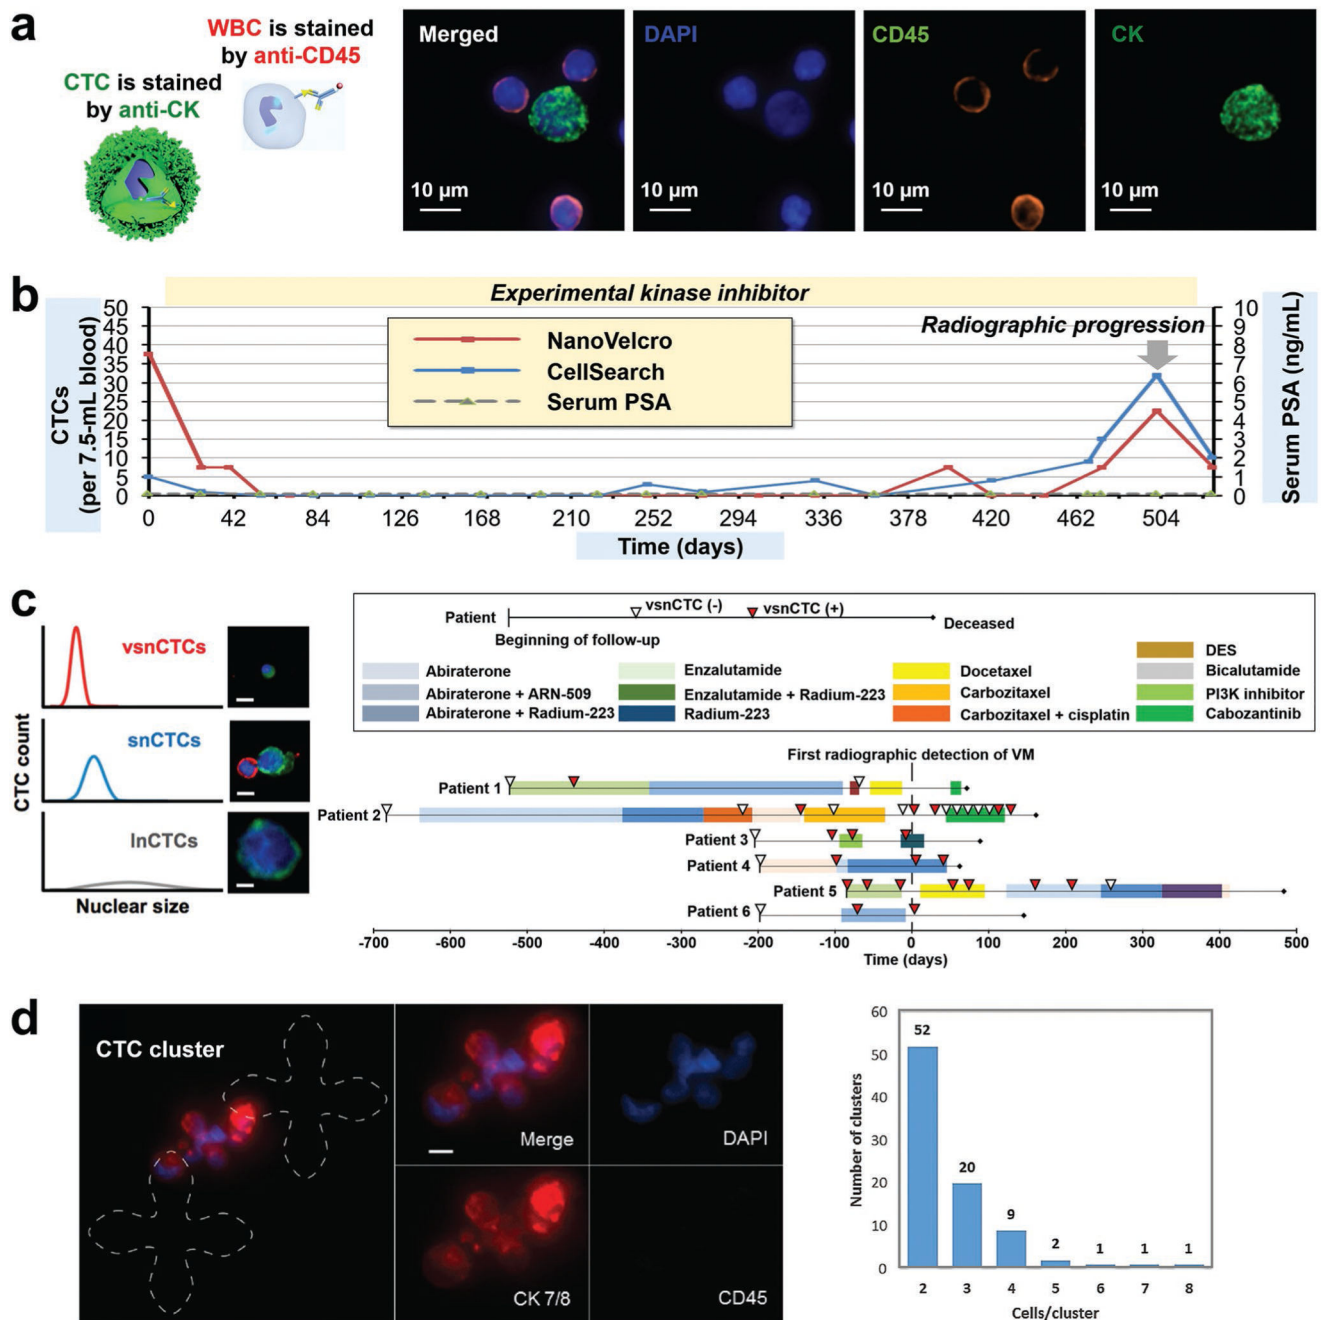 a
WBC is stained
by anti-CD45
CTC is stained
by anti-CK
Merged
10 µm
DAPI
10 µm
CD45
10 µm
CK
10 µm
b
Experimental kinase inhibitor
Radiographic progression
NanoVelcro
CellSearch
Serum PSA
CTCs
(per 7.5-mL blood)
50
45
40
35
30
25
20
15
10
5
0
10
9
8
7
6
5
4
3
2
1
0
Serum PSA (ng/mL)
0 42 84 126 168 210 252 294 336 378 420 462 504
Time (days)
c
CTC count
vsnCTCs
snCTCs
lnCTCs
Nuclear size
Patient
vsnCTC (-)
vsnCTC (+)
Deceased
Beginning of follow-up
Abiraterone
Abiraterone + ARN-509
Abiraterone + Radium-223
Enzalutamide
Enzalutamide + Radium-223
Radium-223
Docetaxel
Carbozitaxel
Carbozitaxel + cisplatin
DES
Bicalutamide
PI3K inhibitor
Cabozantinib
First radiographic detection of VM
Patient 1
Patient 2
Patient 3
Patient 4
Patient 5
Patient 6
-700 -600 -500 -400 -300 -200 -100 0 100 200 300 400 500
Time (days)
d
CTC cluster
Merge
DAPI
CK 7/8
CD45
Number of clusters
60
50
40
30
20
10
0
52
20
9
2
1
1
1
2 3 4 5 6 7 8
Cells/cluster